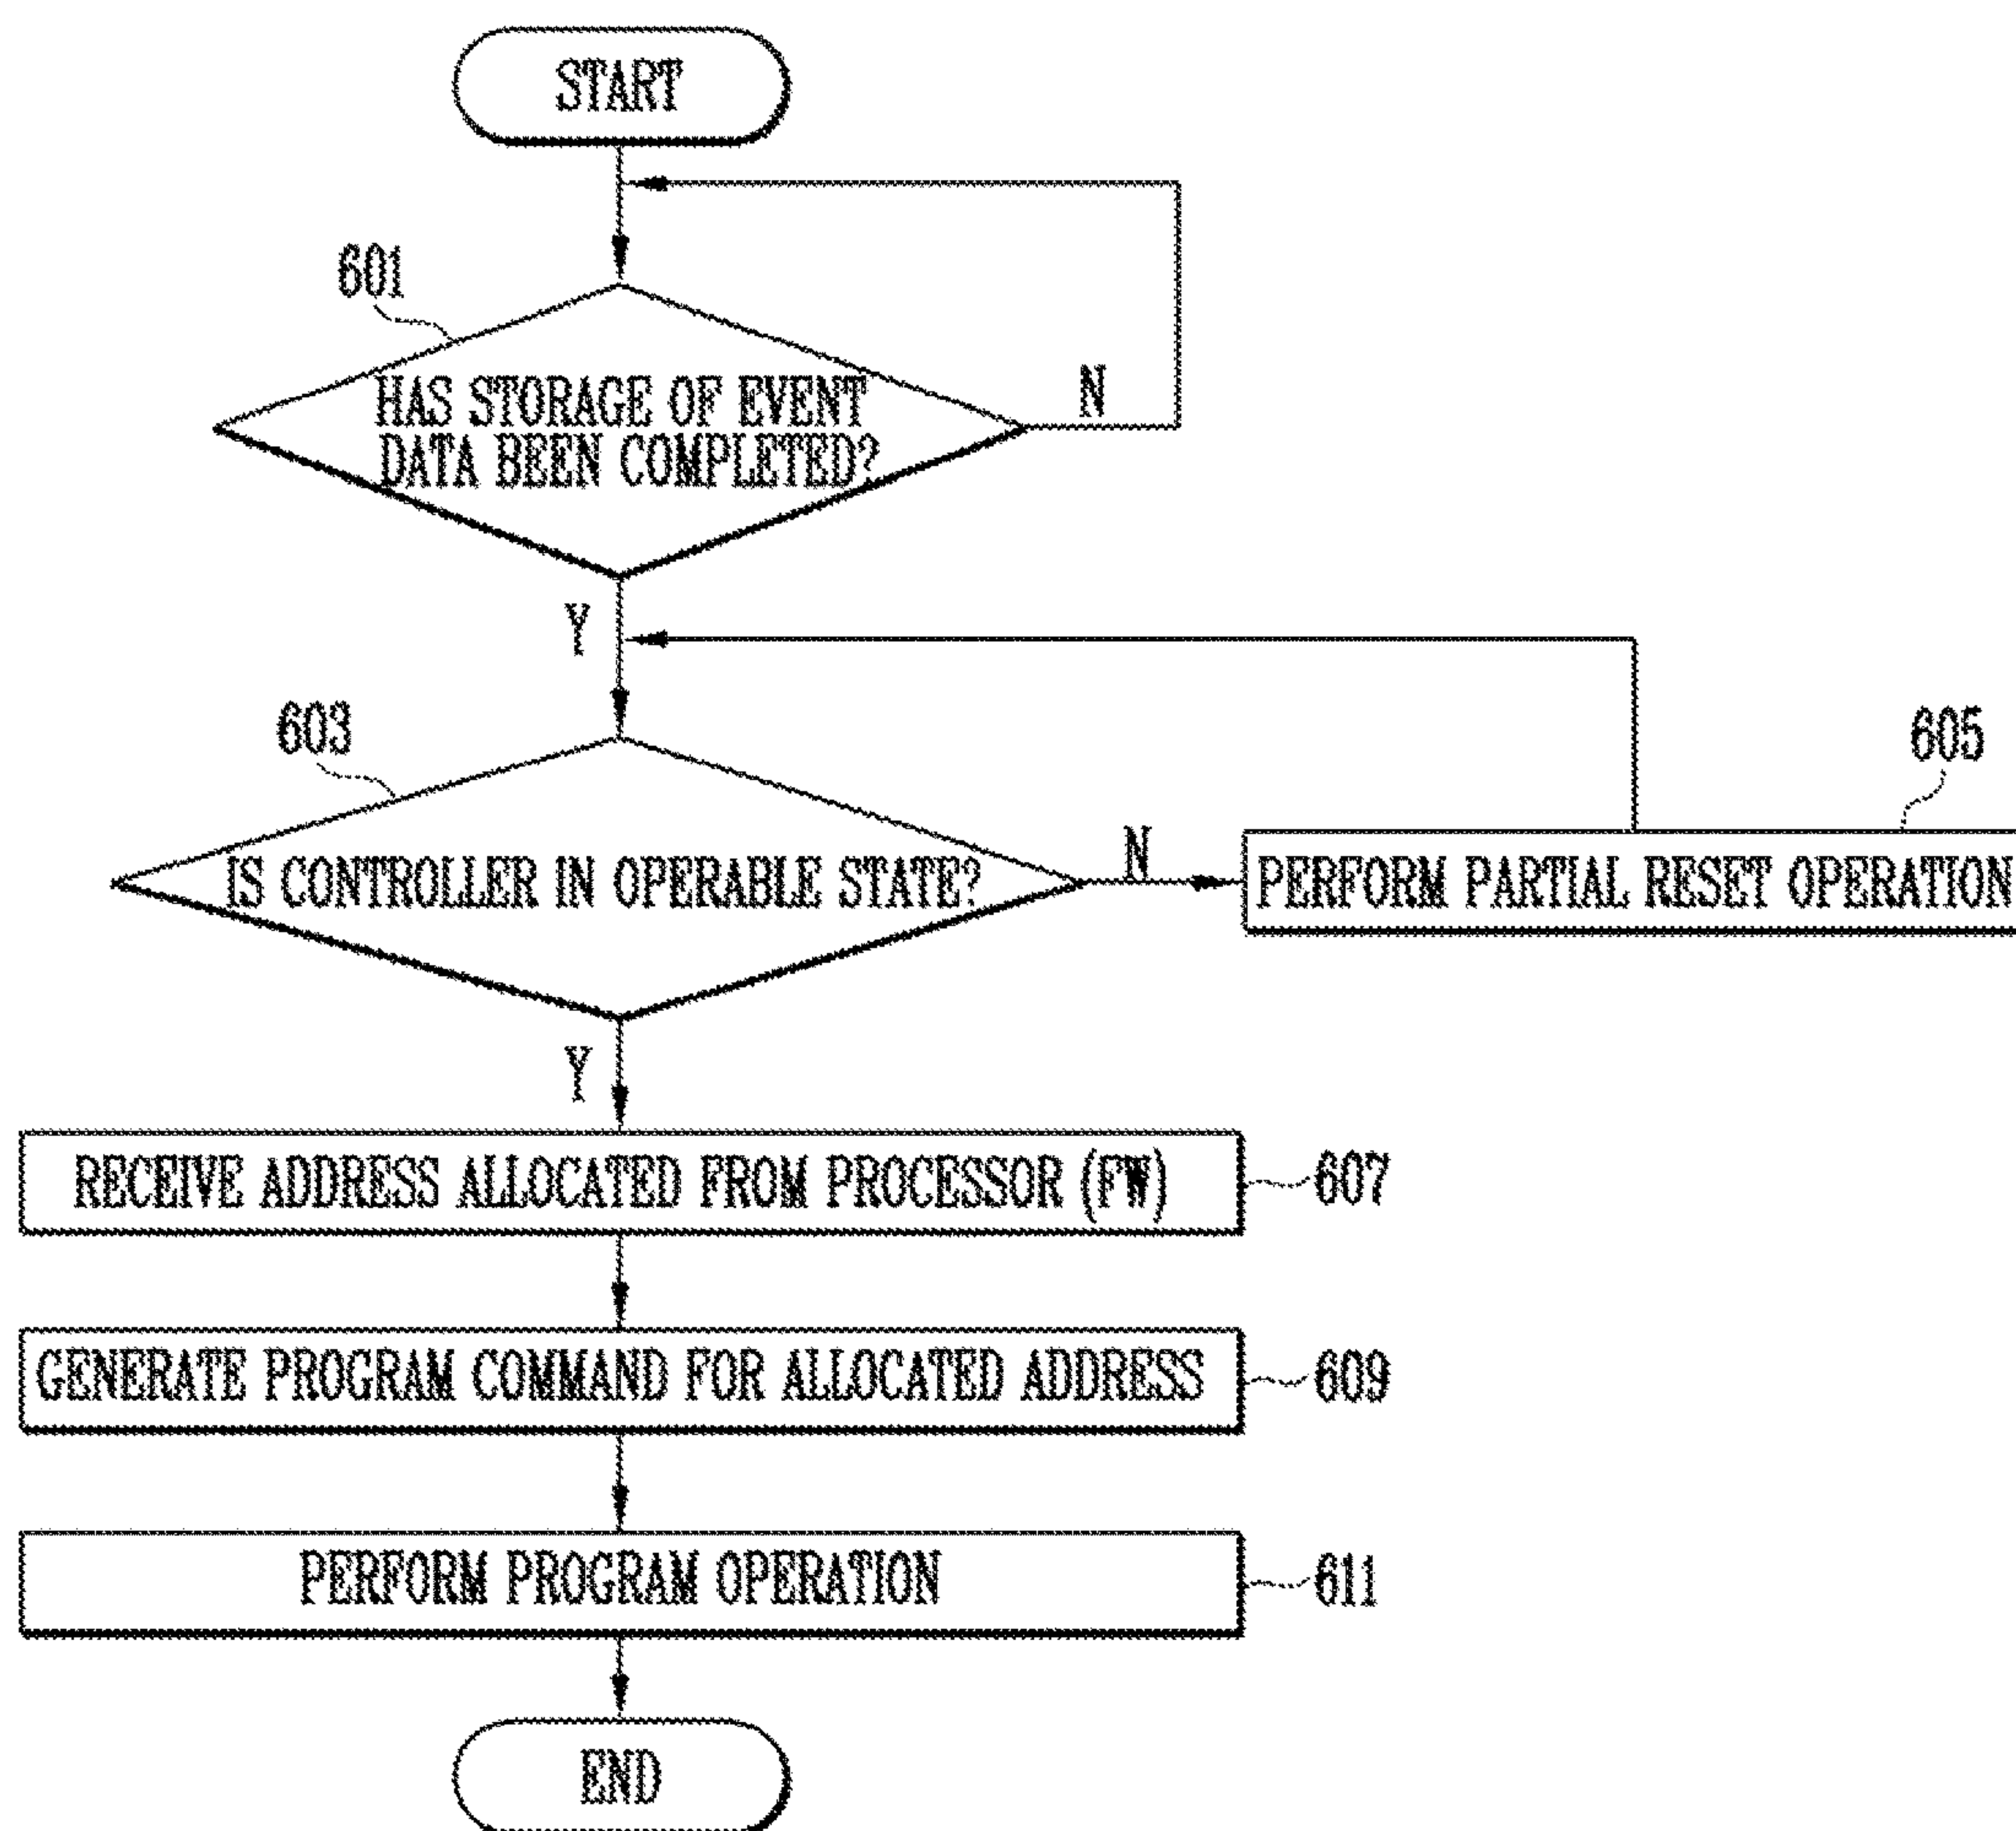 START
601
HAS STORAGE OF EVENT
DATA BEEN COMPLETED?
N
Y
603
IS CONTROLLER IN OPERABLE STATE?
N
605
PERFORM PARTIAL RESET OPERATION
Y
RECEIVE ADDRESS ALLOCATED FROM PROCESSOR (FW)
607
GENERATE PROGRAM COMMAND FOR ALLOCATED ADDRESS
609
PERFORM PROGRAM OPERATION
611
END